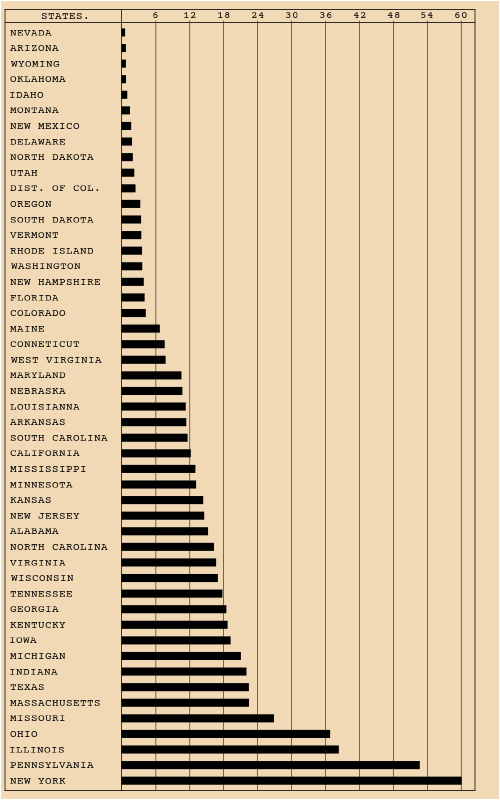 STATES. 6 12 18 24 30 36 42 48 54 60
NEVADA
ARIZONA
WYOMING
OKLAHOMA
IDAHO
MONTANA
NEW MEXICO
DELAWARE
NORTH DAKOTA
UTAH
DIST. OF COL.
OREGON
SOUTH DAKOTA
VERMONT
RHODE ISLAND
WASHINGTON
NEW HAMPSHIRE
FLORIDA
COLORADO
MAINE
CONNETICUT
WEST VIRGINIA
MARYLAND
NEBRASKA
LOUISIANNA
ARKANSAS
SOUTH CAROLINA
CALIFORNIA
MISSISSIPPI
MINNESOTA
KANSAS
NEW JERSEY
ALABAMA
NORTH CAROLINA
VIRGINIA
WISCONSIN
TENNESSEE
GEORGIA
KENTUCKY
IOWA
MICHIGAN
INDIANA
TEXAS
MASSACHUSETTS
MISSOURI
OHIO
ILLINOIS
PENNSYLVANIA
NEW YORK